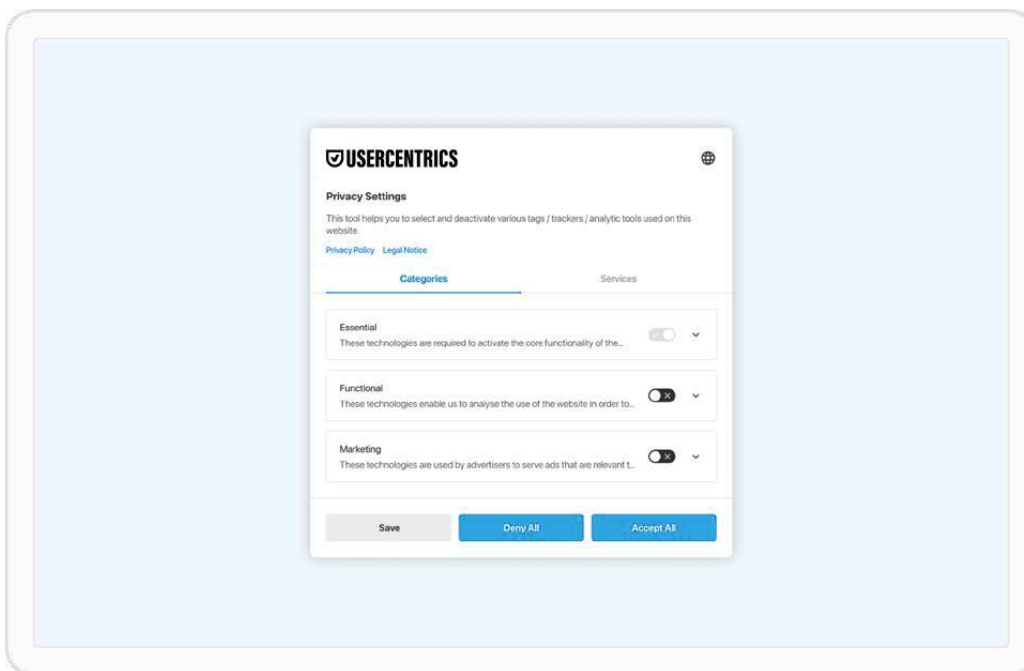 USERCENTRICS
Privacy Settings
This tool helps you to select and deactivate various tags / trackers / analytic tools used on this
website.
Privacy Policy Legal Notice
Categories Services
Essential
These technologies are required to activate the core functionality of the...
Functional
These technologies enable us to analyse the use of the website in order to...
Marketing
These technologies are used by advertisers to serve ads that are relevant t...
Save Deny All Accept All